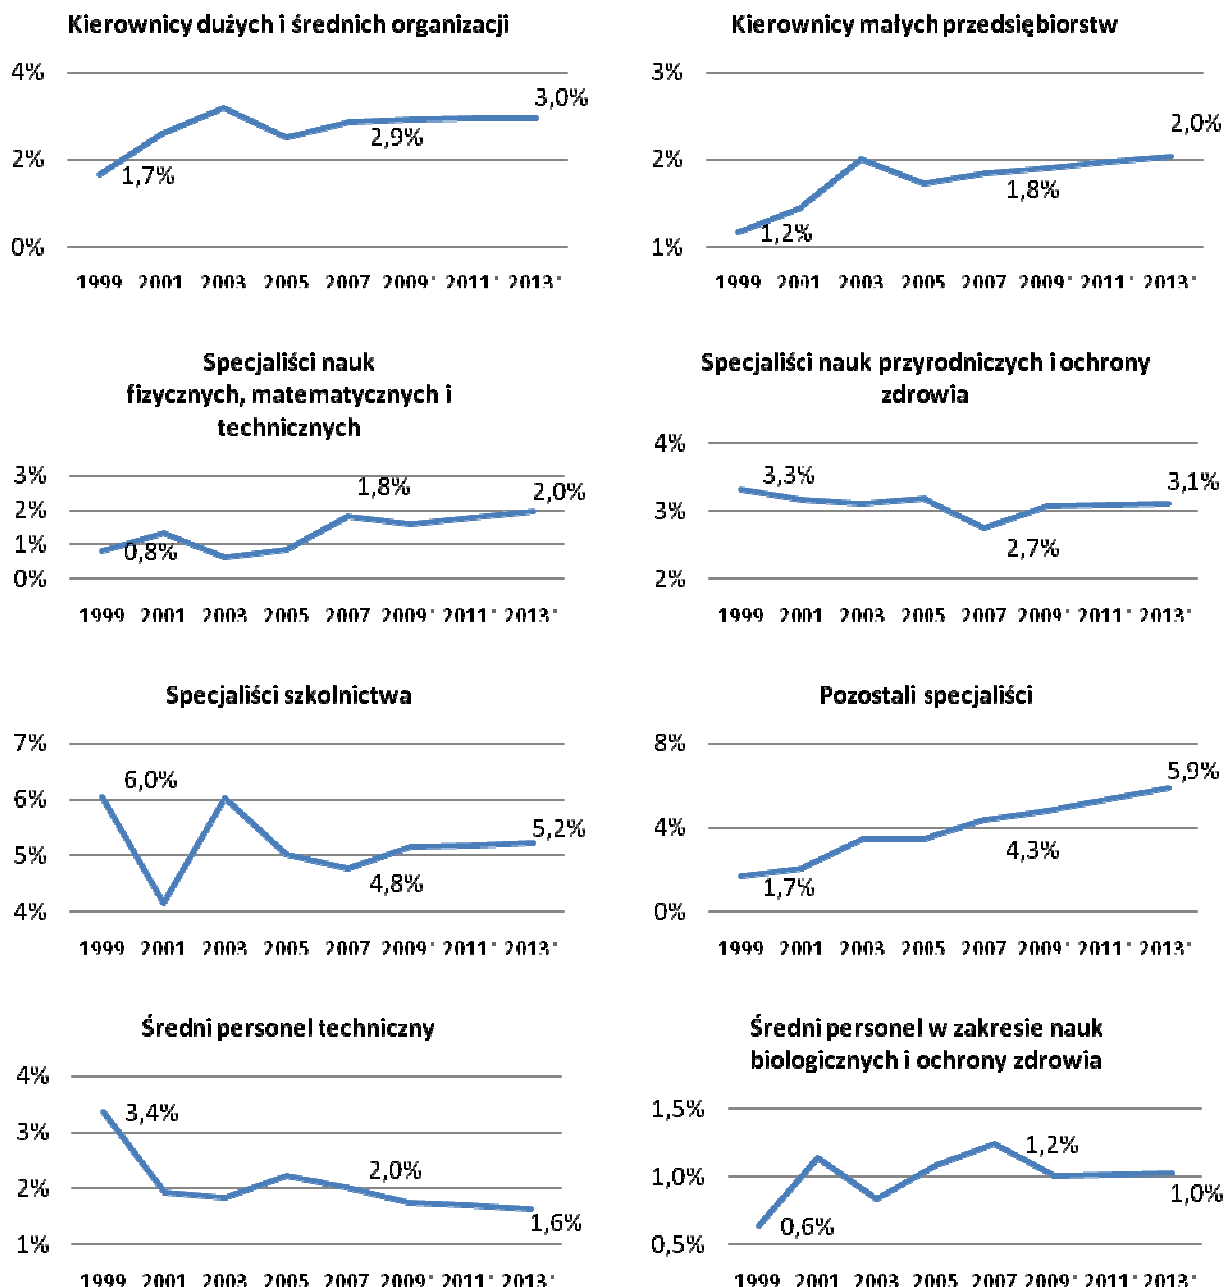 Kierownicy dużych i średnich organizacji
4%
2%
0%
1,7%
2,9%
3,0%
1999 2001 2003 2005 2007 2009* 2011* 2013*
Kierownicy małych przedsiębiorstw
3%
2%
1%
1,2%
1,8%
2,0%
1999 2001 2003 2005 2007 2009* 2011* 2013*
Specjaliści nauk
fizycznych, matematycznych i
technicznych
3%
2%
1%
0%
0,8%
1,8%
2,0%
1999 2001 2003 2005 2007 2009* 2011* 2013*
Specjaliści nauk przyrodniczych i ochrony
zdrowia
4%
3%
2%
3,3%
2,7%
3,1%
1999 2001 2003 2005 2007 2009* 2011* 2013*
Specjaliści szkolnictwa
7%
6%
5%
4%
6,0%
4,8%
5,2%
1999 2001 2003 2005 2007 2009* 2011* 2013*
Pozostali specjaliści
8%
4%
0%
1,7%
4,3%
5,9%
1999 2001 2003 2005 2007 2009* 2011* 2013*
Średni personel techniczny
4%
3%
2%
1%
3,4%
2,0%
1,6%
1999 2001 2003 2005 2007 2009* 2011* 2013*
Średni personel w zakresie nauk
biologicznych i ochrony zdrowia
1,5%
1,0%
0,5%
0,6%
1,2%
1,0%
1999 2001 2003 2005 2007 2009* 2011* 2013*